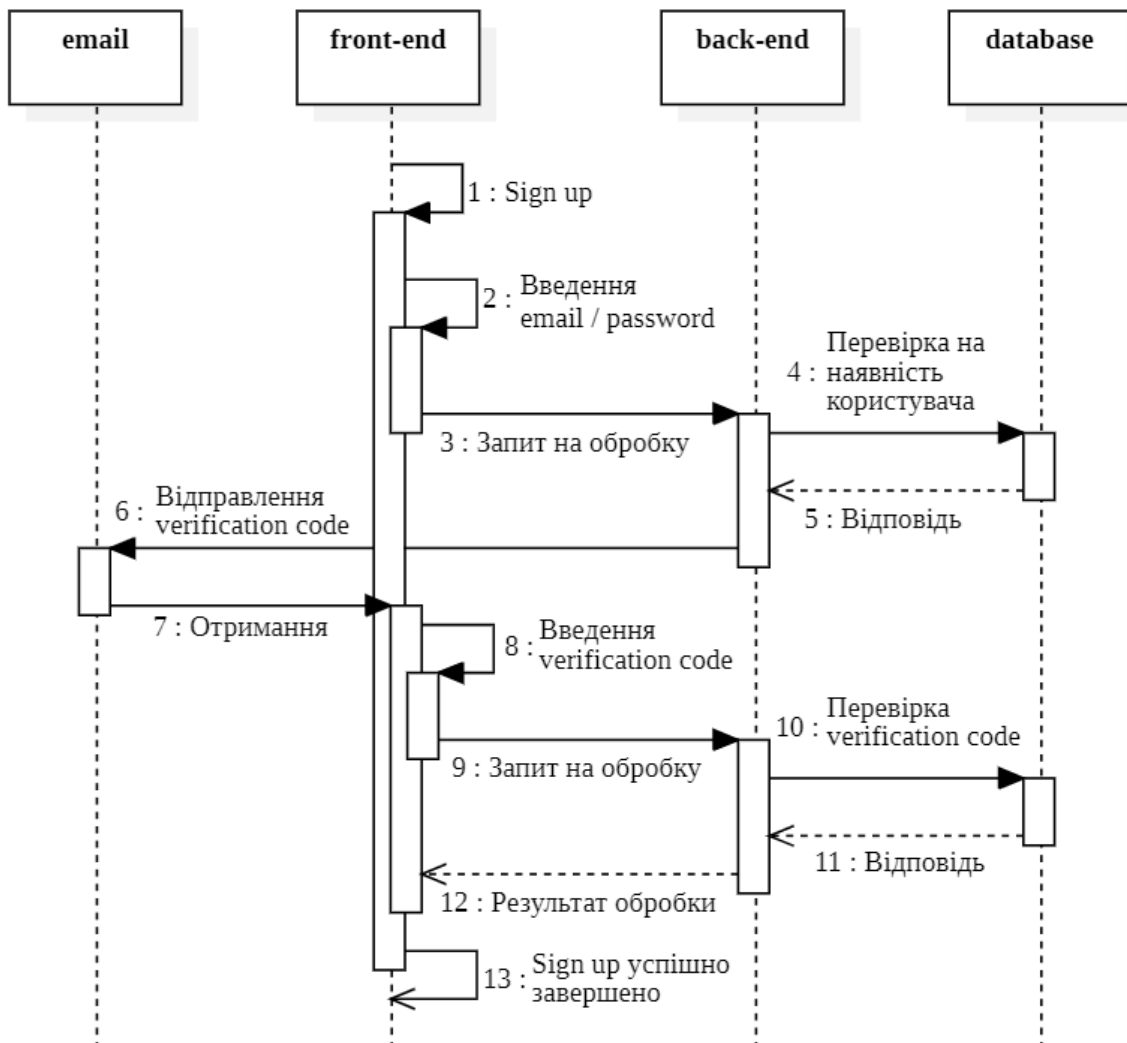 email
front-end
back-end
database
1 : Sign up
2 : Введення
email / password
Перевірка на
4 : наявність
користувача
3 : Запит на обробку
6 : Відправлення
verification code
5 : Відповідь
7 : Отримання
8 : Введення
verification code
10 : Перевірка
verification code
9 : Запит на обробку
11 : Відповідь
12 : Результат обробки
13 : Sign up успішно
завершено